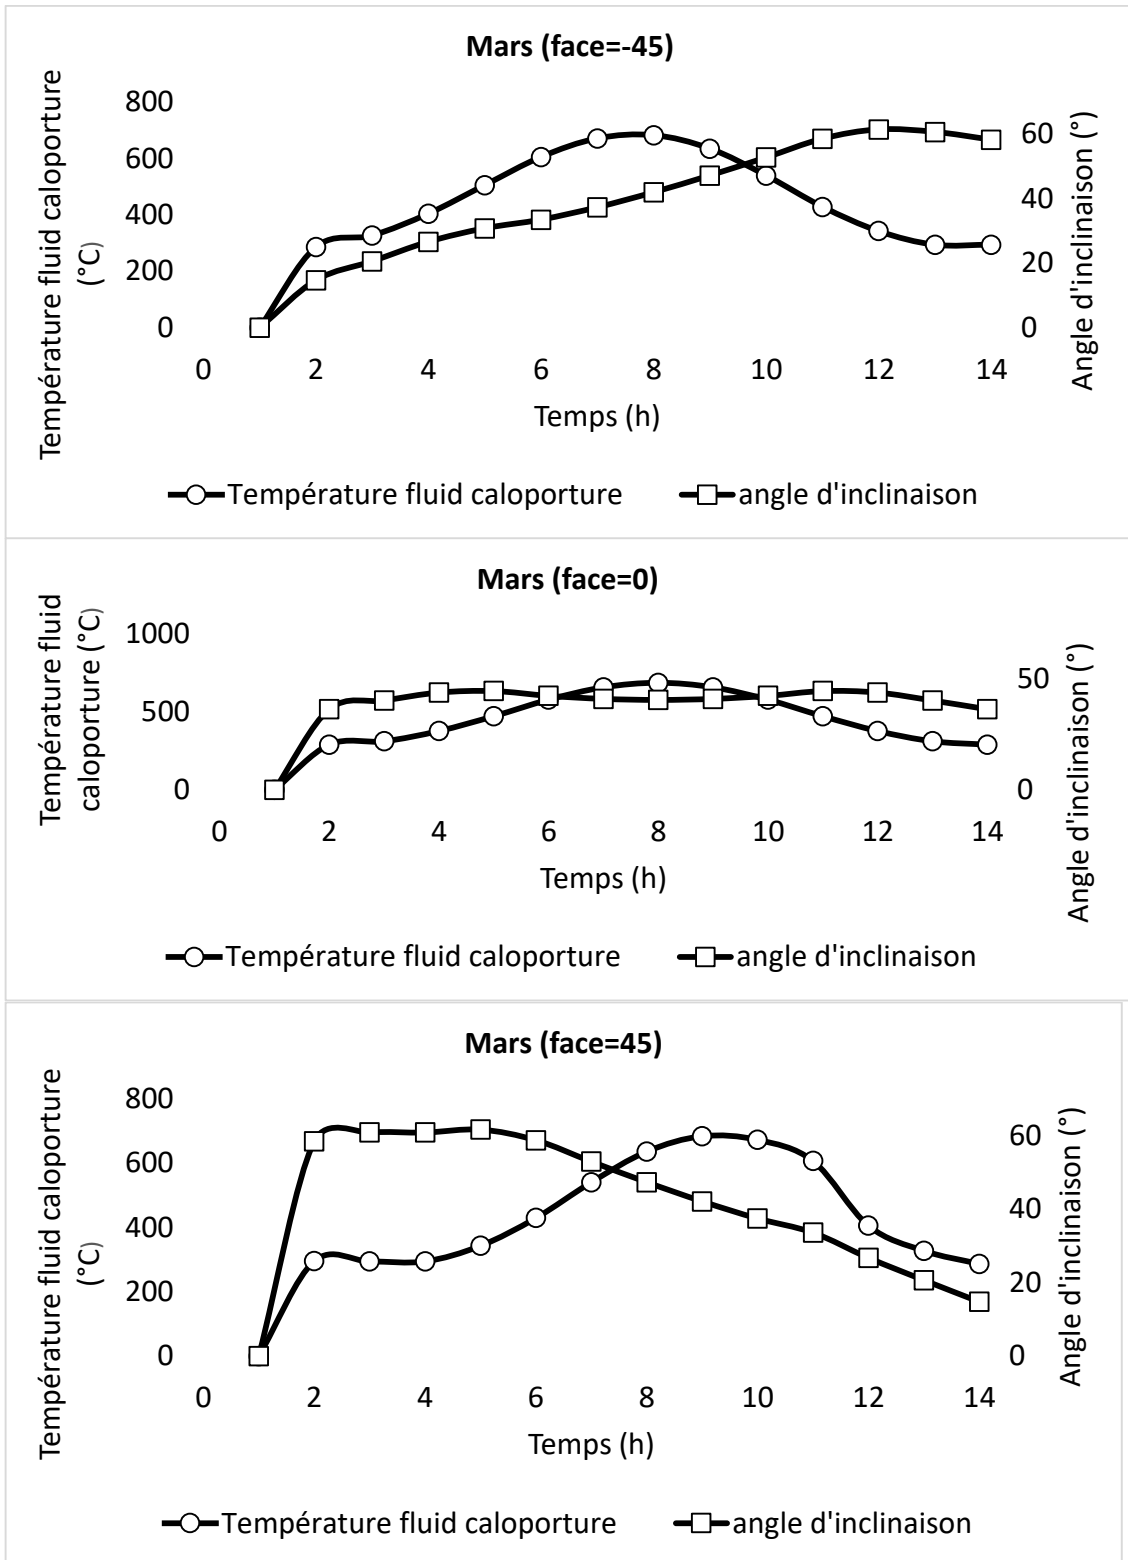 Mars (face=-45)
Température fluid caloporture
(°C)
800
600
400
200
0
60
40
20
0
Angle d'inclinaison (°)
0 2 4 6 8 10 12 14
Temps (h)
Température fluid caloporture angle d'inclinaison
Mars (face=0)
Température fluid
caloporture (°C)
1000
500
0
50
0
Angle d'inclinaison (°)
0 2 4 6 8 10 12 14
Temps (h)
Température fluid caloporture angle d'inclinaison
Mars (face=45)
Température fluid caloporture
(°C)
800
600
400
200
0
60
40
20
0
Angle d'inclinaison (°)
0 2 4 6 8 10 12 14
Temps (h)
Température fluid caloporture angle d'inclinaison